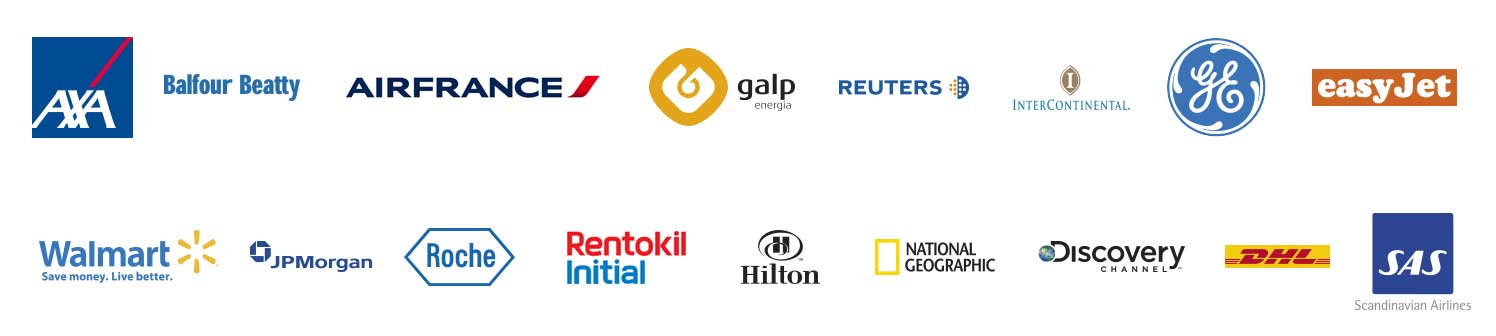 AXA
Balfour Beatty
AIRFRANCE
galp
energia
REUTERS
I
INTERCONTINENTAL.
GE
easyJet
Walmart
Save money. Live better.
JPMorgan
Roche
Rentokil
Initial
H
Hilton
NATIONAL
GEOGRAPHIC
Discovery
CHANNEL
DHL
SAS
Scandinavian Airlines